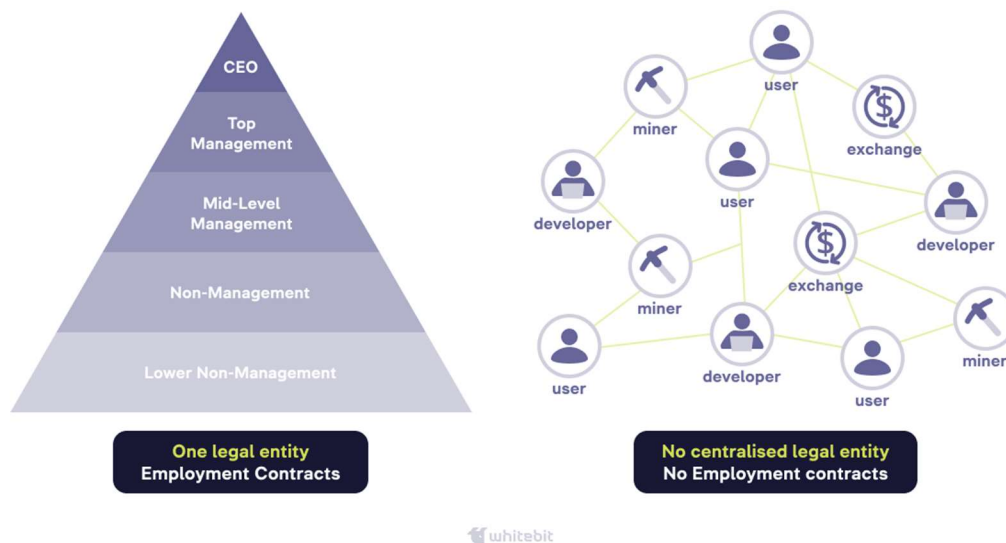 CEO
Top
Management
Mid-Level
Management
Non-Management
Lower Non-Management
One legal entity
Employment Contracts
user
miner
exchange
user
developer
developer
exchange
miner
miner
user
developer
user
No centralised legal entity
No Employment contracts
whitebit